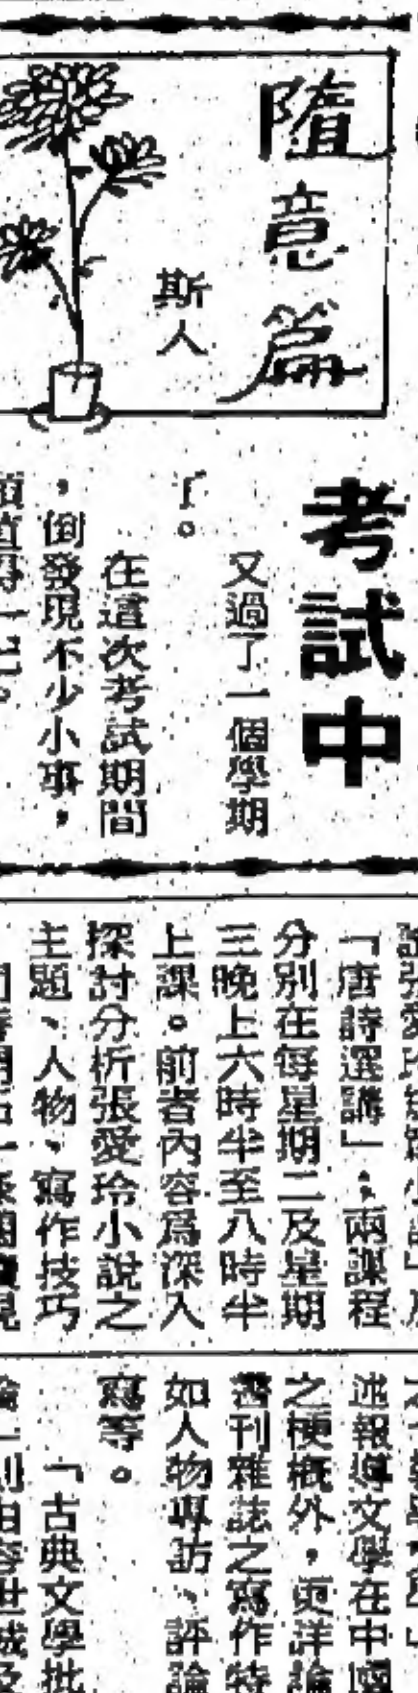 隨意篇
斯人
考試中
又過了一個學期
了。
在這次考試期間
，倒發現不少小事，
「唐詩選講」，兩課程
分別在每星期二及星期
三晚上六時半至八時半
上課。前者內容爲深入
探討分析張愛玲小說之
主題、人物、寫作技巧
述報導文學在中國
之梗概外，更詳論
書刊雜誌之寫作特
如人物專訪、評論
寫等。
「古典文學批